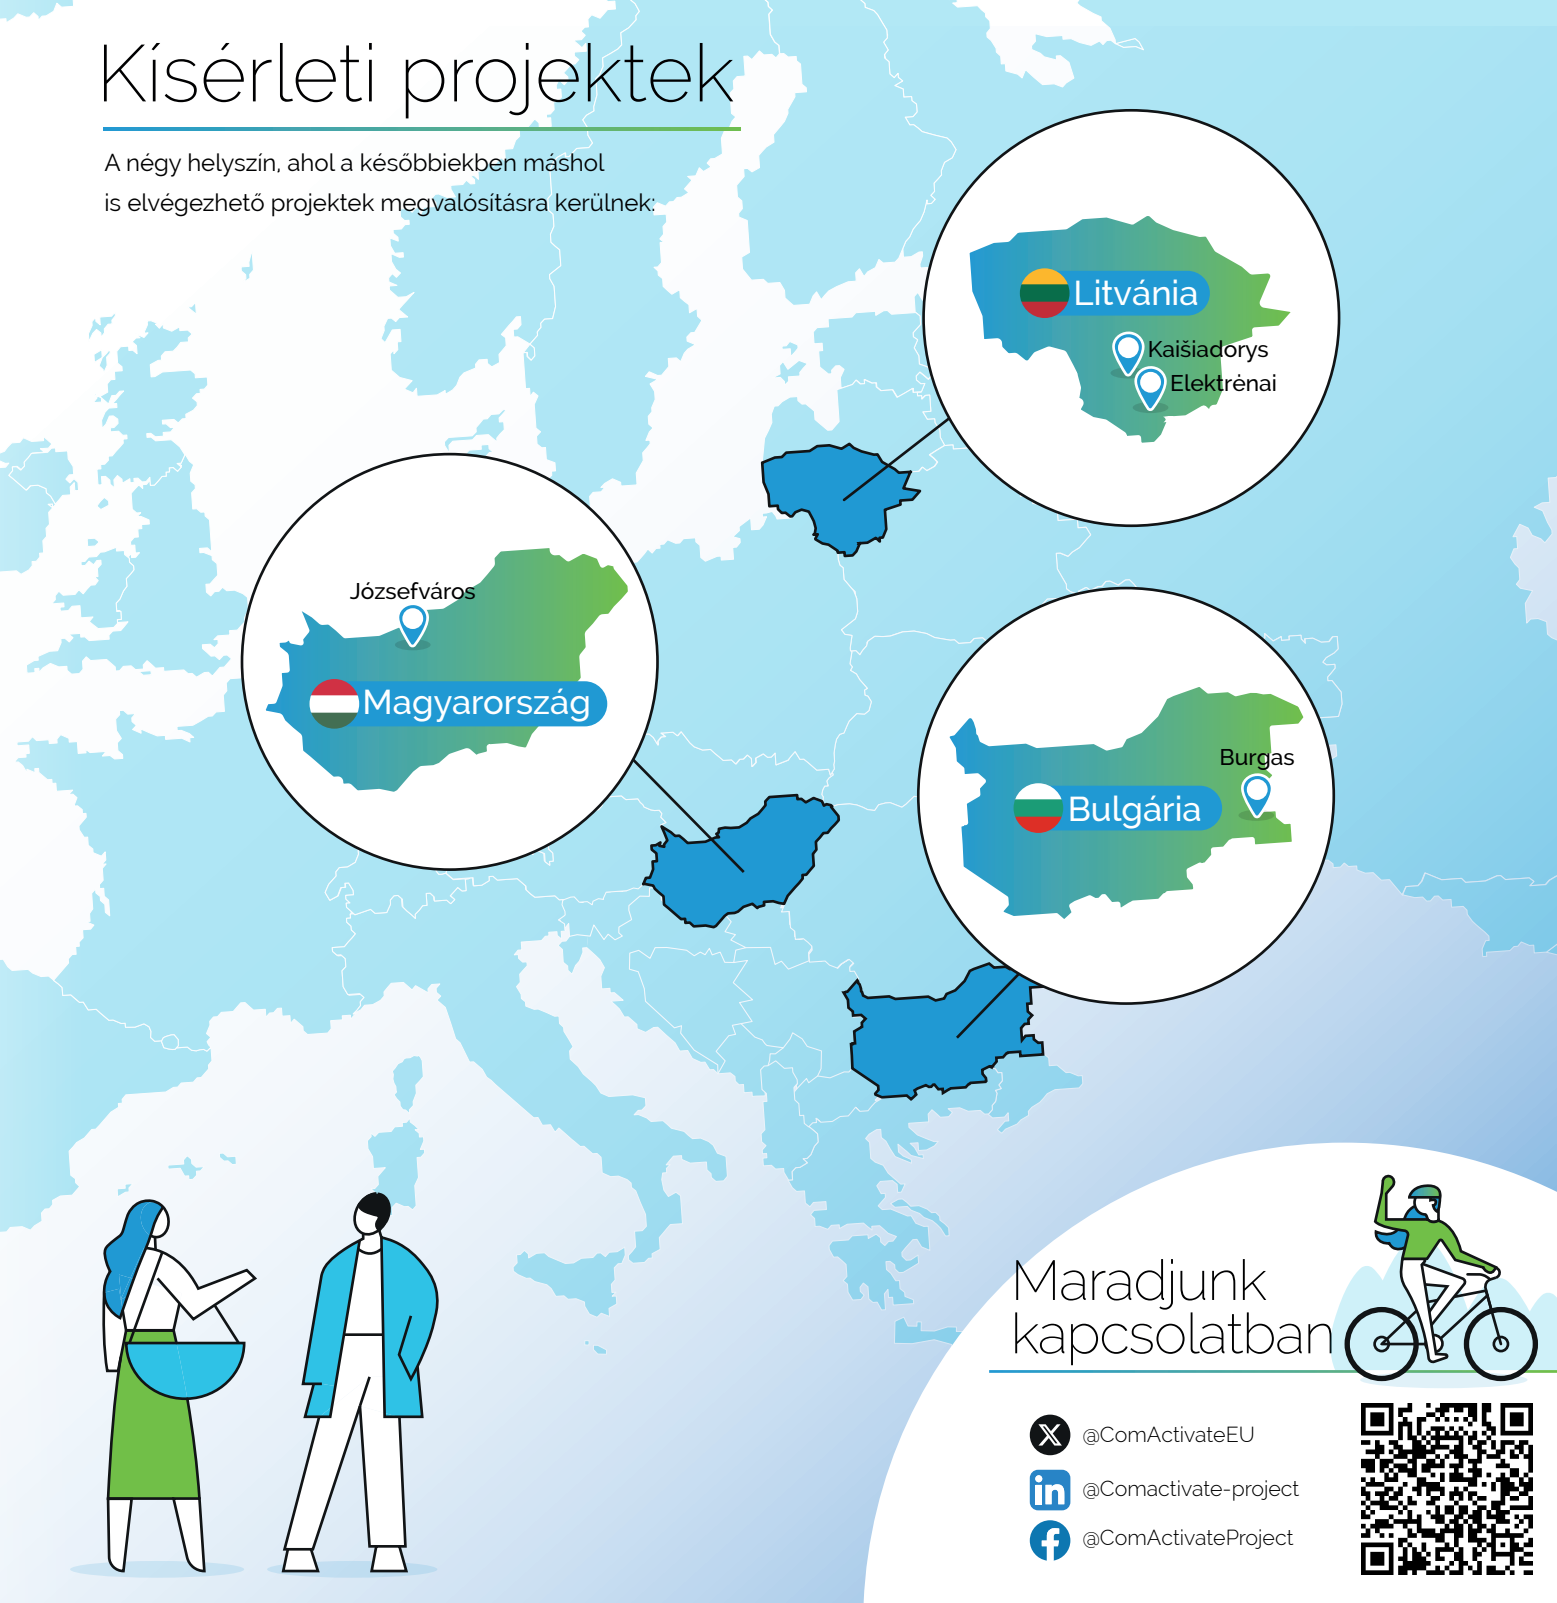 Kísérleti projektek
A négy helyszín, ahol a későbbiekben máshol
is elvégezhető projektek megvalósításra kerülnek:
Litvánia
Kaišiadorys
Elektrėnai
Józsefváros
Magyarország
Burgas
Bulgária
Maradjunk
kapcsolatban
@ComActivateEU
@Comactivate-project
@ComActivateProject